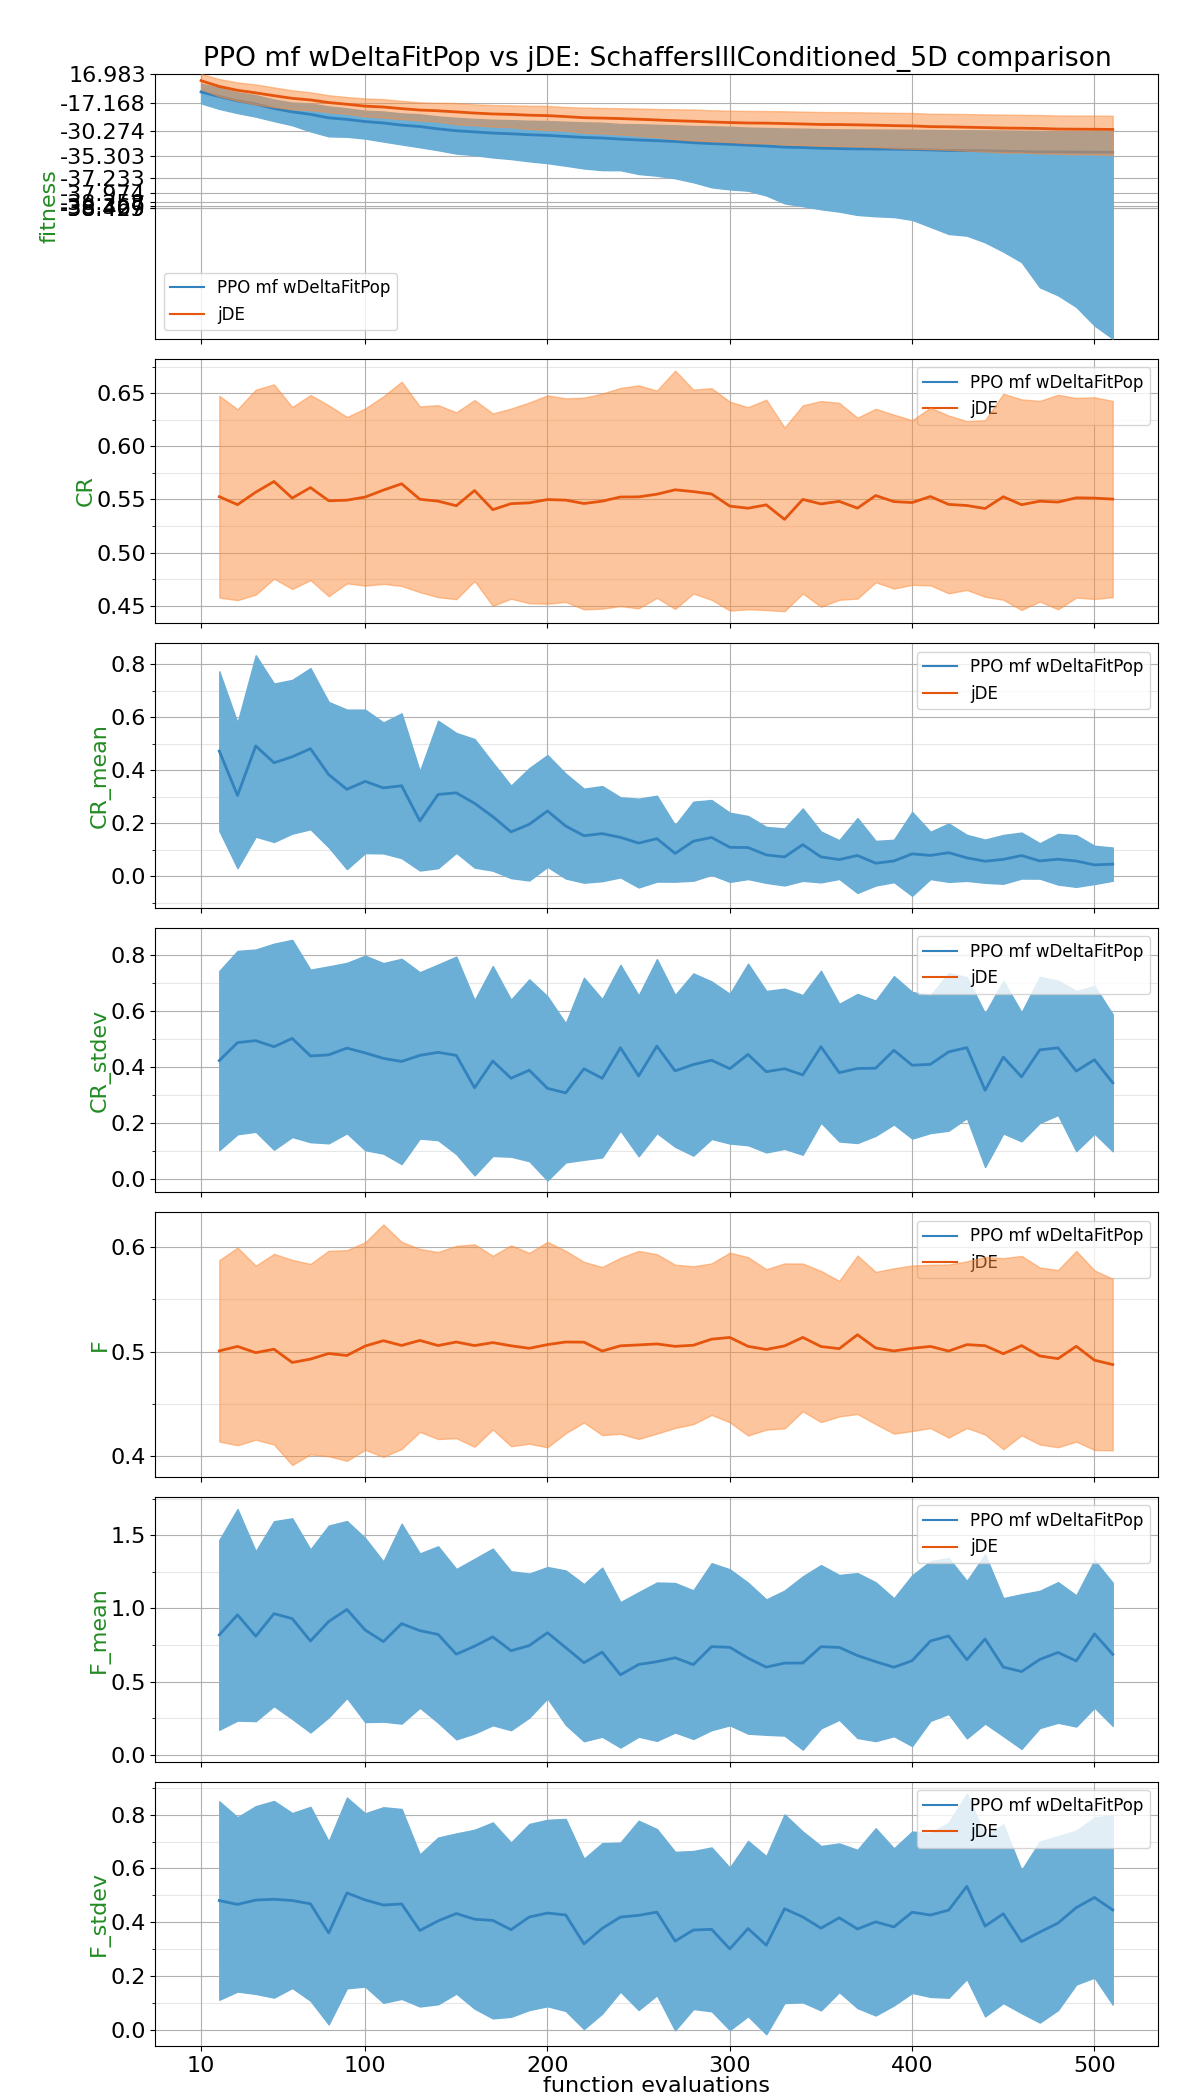 PPO mf wDeltaFitPop vs jDE: SchaffersIllConditioned_5D comparison
16.983
-17.168
-30.274
-35.303
-37.233
-37.974
fitness
PPO mf wDeltaFitPop
jDE
0.65
0.60
0.55
0.50
0.45
CR
PPO mf wDeltaFitPop
jDE
0.8
0.6
0.4
0.2
0.0
CR_mean
PPO mf wDeltaFitPop
jDE
0.8
0.6
0.4
0.2
0.0
CR_stdev
PPO mf wDeltaFitPop
jDE
0.6
0.5
0.4
F
PPO mf wDeltaFitPop
jDE
1.5
1.0
0.5
0.0
F_mean
PPO mf wDeltaFitPop
jDE
0.8
0.6
0.4
0.2
0.0
F_stdev
PPO mf wDeltaFitPop
jDE
10 100 200 300 400 500
function evaluations